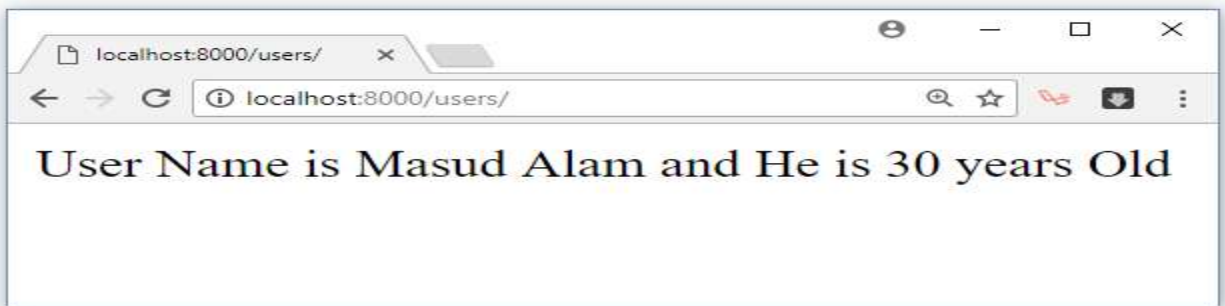 localhost:8000/users/
localhost:8000/users/
User Name is Masud Alam and He is 30 years Old